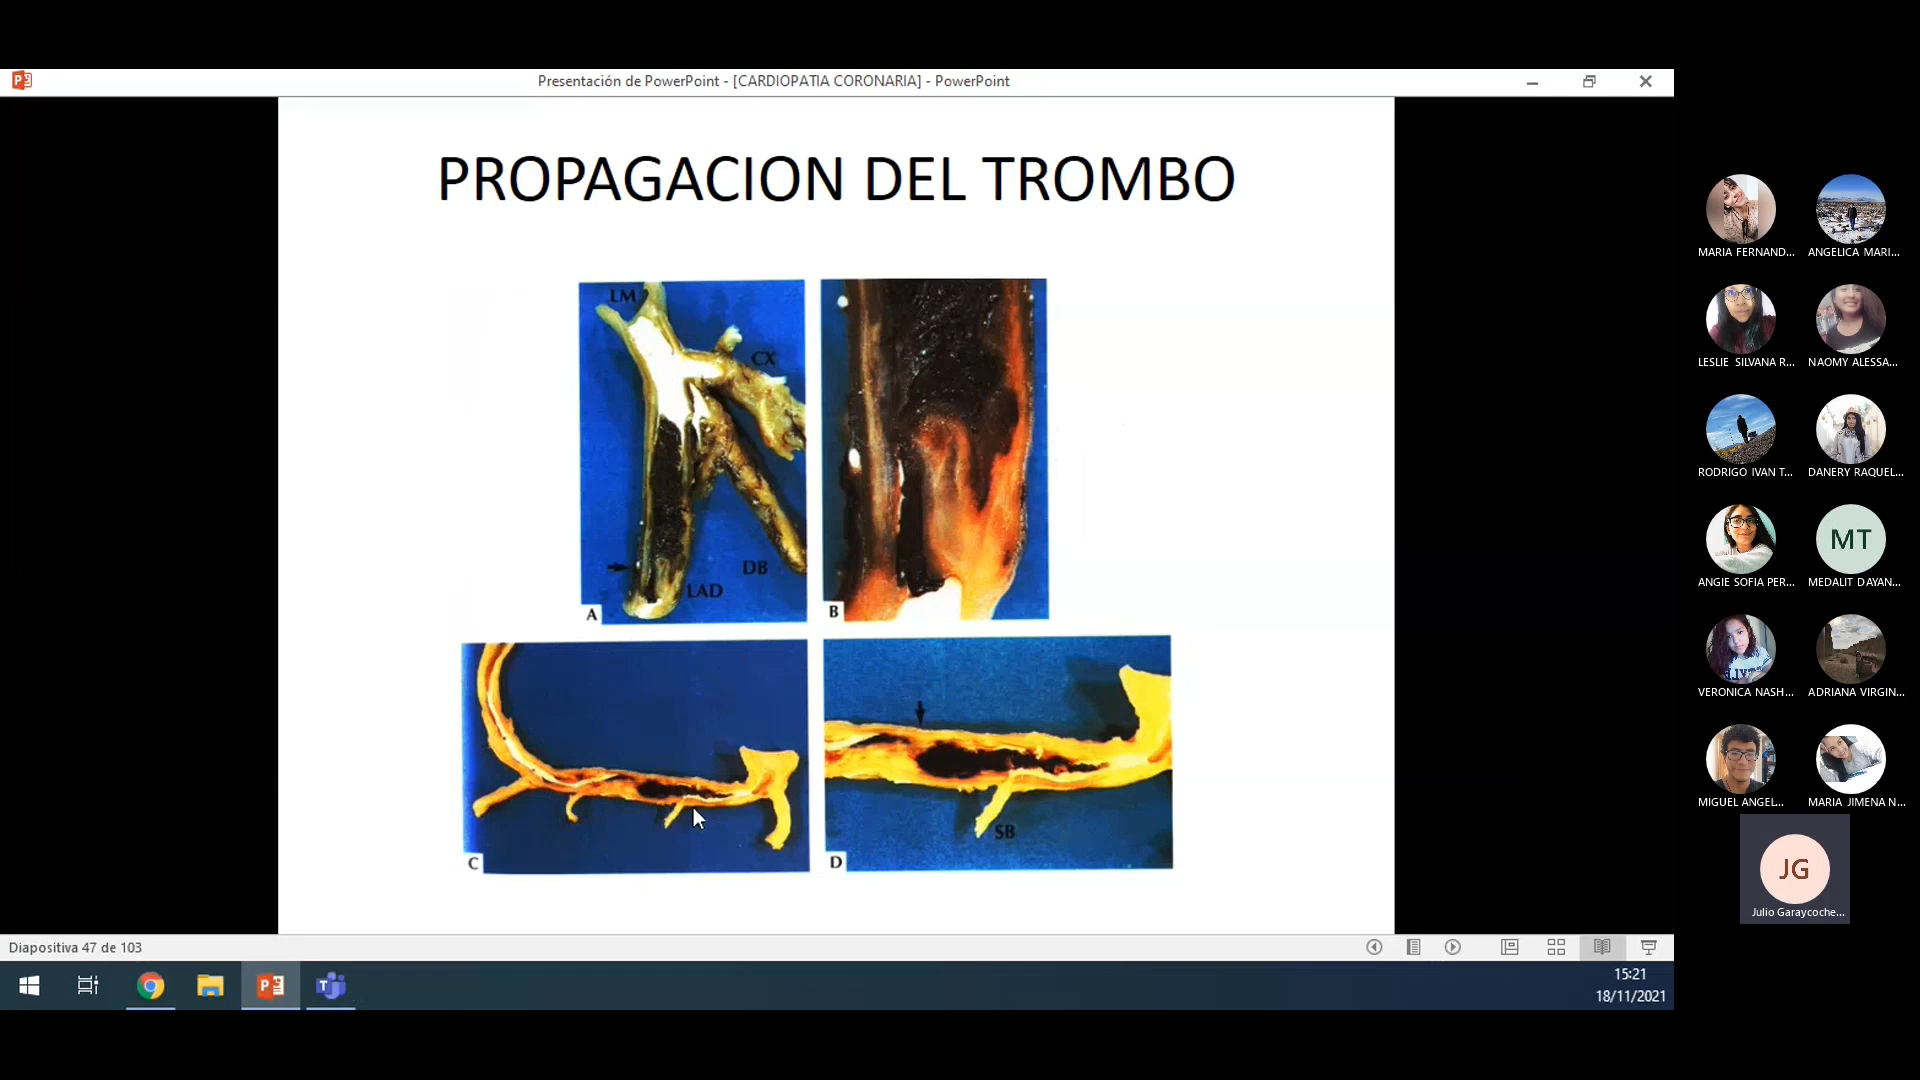 Presentación de PowerPoint - [CARDIOPATIA CORONARIA] - PowerPoint
PROPAGACION DEL TROMBO
LM
CX
DB
LAD
A
B
C
D
SB
MARIA FERNAND...
ANGELICA MARI...
LESLIE SILVANA R...
NAOMY ALESSA...
RODRIGO IVAN T...
DANERY RAQUEL...
ANGIE SOFIA PER...
MT
MEDALIT DAYAN...
VERONICA NASH...
ADRIANA VIRGIN...
MIGUEL ANGEL...
MARIA JIMENA N...
JG
Julio Garaycoche...
Diapositiva 47 de 103
15:21
18/11/2021